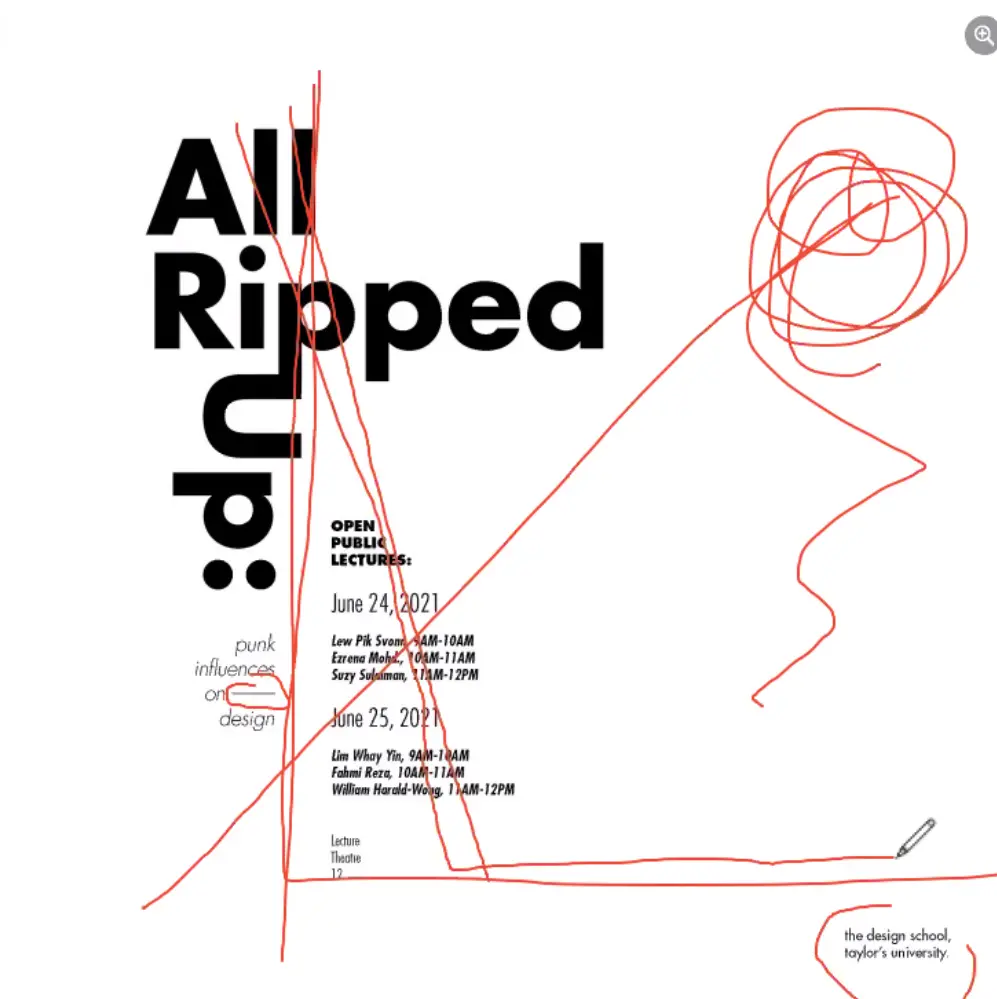 All
Ripped
Up:
OPEN
PUBLIC
LECTURES:
June 24, 2021
Lew Pik Svonn, 9AM-10AM
Ezrena Mohd., 10AM-11AM
Suzy Sulaiman, 11AM-12PM
June 25, 2021
Lim Whay Yin, 9AM-10AM
Fahmi Reza, 10AM-11AM
William Harald-Wong, 11AM-12PM
Lecture
Theatre
12
punk
influences
on ——
design
the design school,
taylor's university.